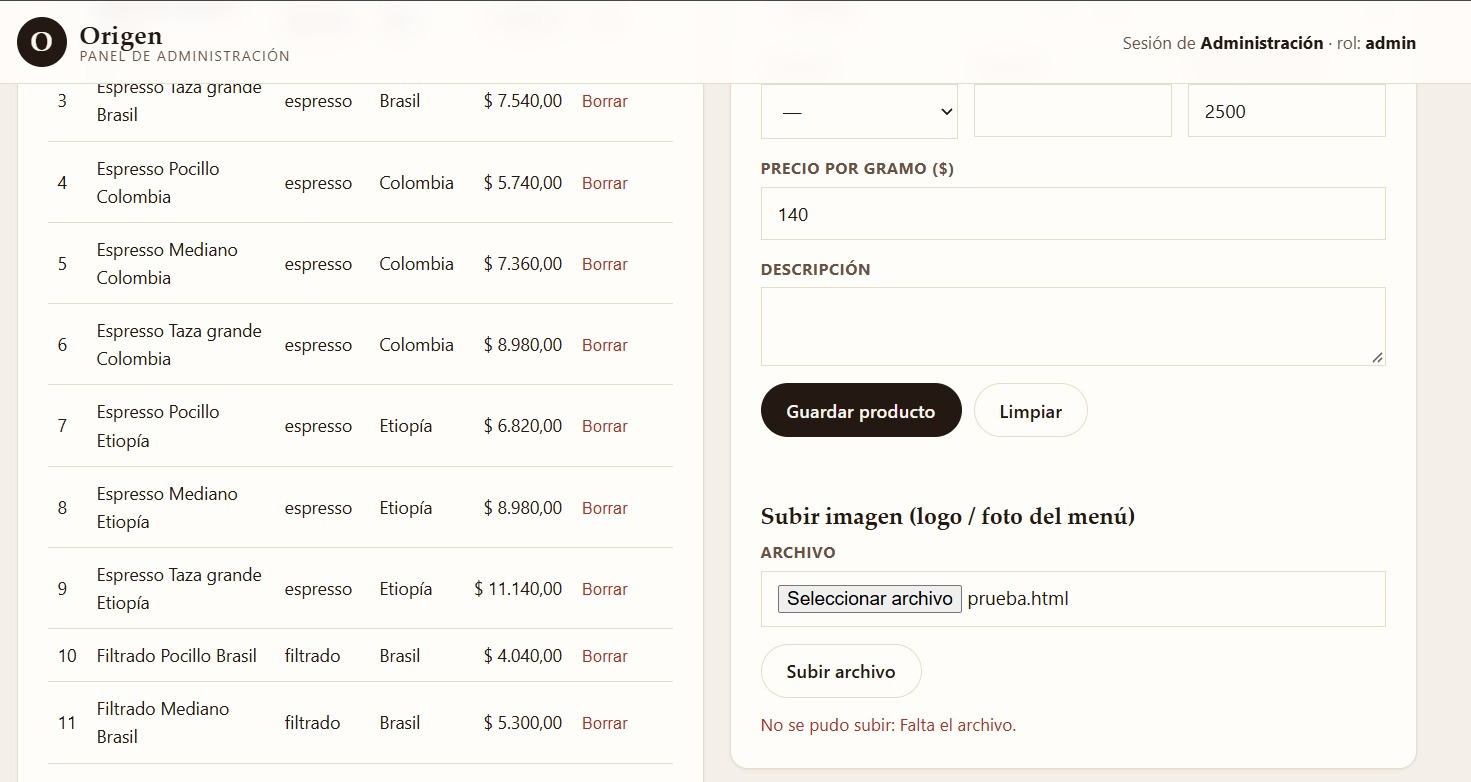 O
Origen
PANEL DE ADMINISTRACIÓN
Sesión de Administración · rol: admin
3 Espresso Taza grande Brasil espresso Brasil $ 7.540,00 Borrar
4 Espresso Pocillo Colombia espresso Colombia $ 5.740,00 Borrar
5 Espresso Mediano Colombia espresso Colombia $ 7.360,00 Borrar
6 Espresso Taza grande Colombia espresso Colombia $ 8.980,00 Borrar
7 Espresso Pocillo Etiopía espresso Etiopía $ 6.820,00 Borrar
8 Espresso Mediano Etiopía espresso Etiopía $ 8.980,00 Borrar
9 Espresso Taza grande Etiopía espresso Etiopía $ 11.140,00 Borrar
10 Filtrado Pocillo Brasil filtrado Brasil $ 4.040,00 Borrar
11 Filtrado Mediano Brasil filtrado Brasil $ 5.300,00 Borrar
— 2500
PRECIO POR GRAMO ($)
140
DESCRIPCIÓN
Guardar producto Limpiar
Subir imagen (logo / foto del menú)
ARCHIVO
Seleccionar archivo prueba.html
Subir archivo
No se pudo subir: Falta el archivo.